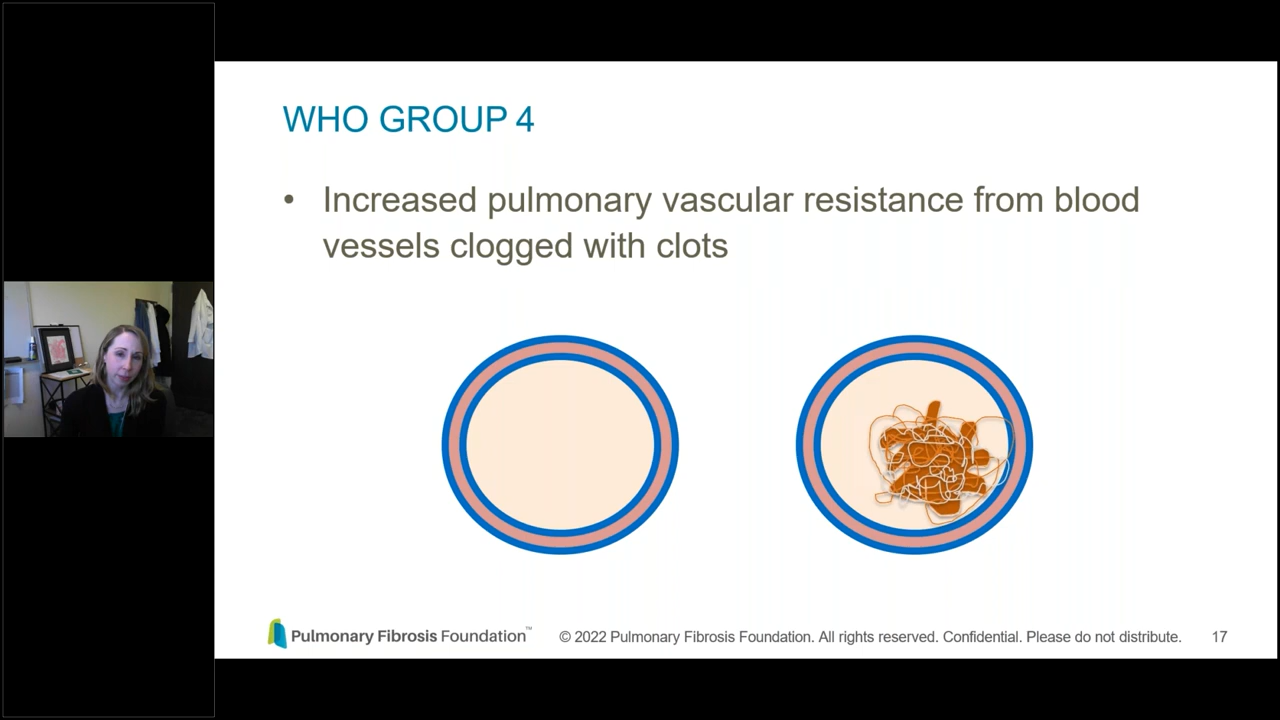 WHO GROUP 4
• Increased pulmonary vascular resistance from blood
vessels clogged with clots
Pulmonary Fibrosis Foundation™
© 2022 Pulmonary Fibrosis Foundation. All rights reserved. Confidential. Please do not distribute.
17